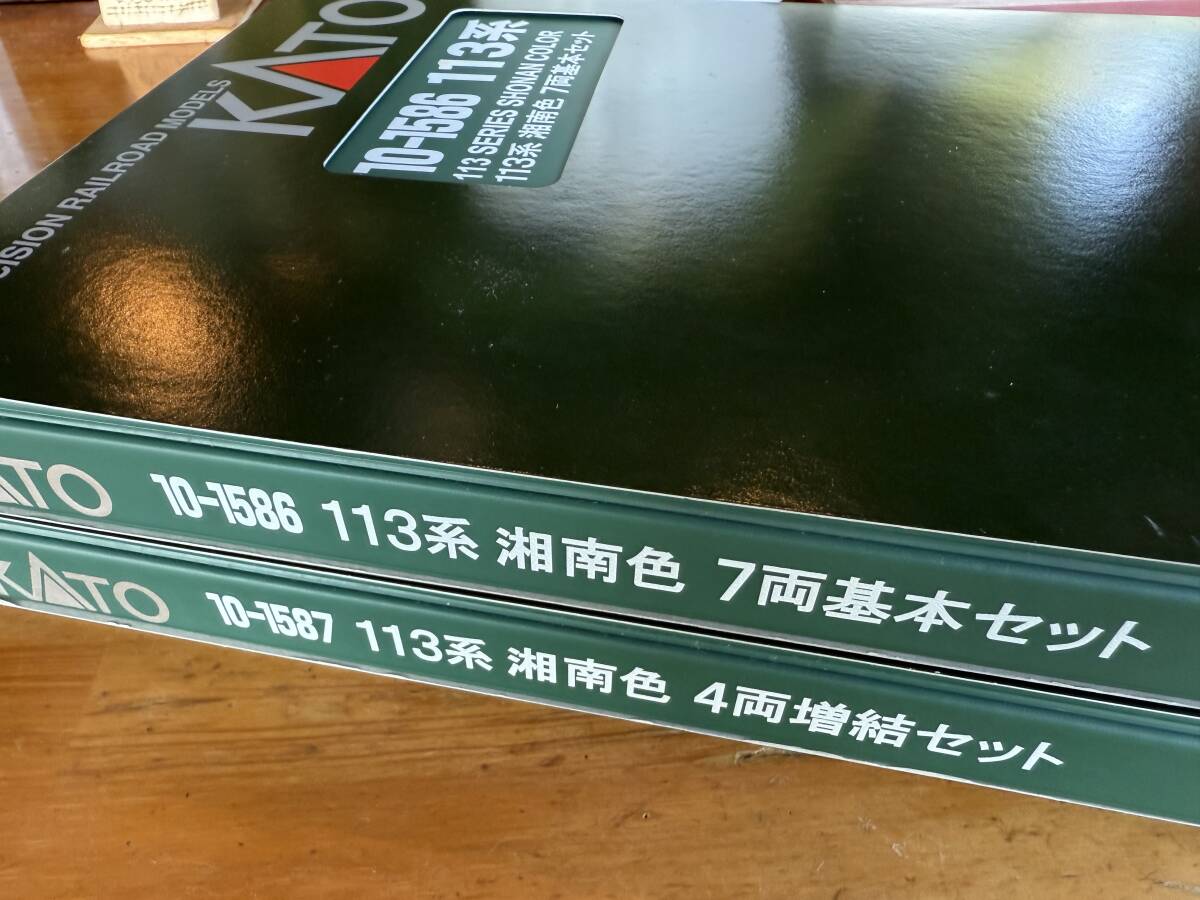 KATO
CISION RAILROAD MODELS
10-1586 113系
113 SERIES SHONAN COLOR
113系 湘南色 7両基本セット
ATO 10-1586 113系 湘南色 7両基本セット
KATO 10-1587 113系 湘南色 4両増結セット